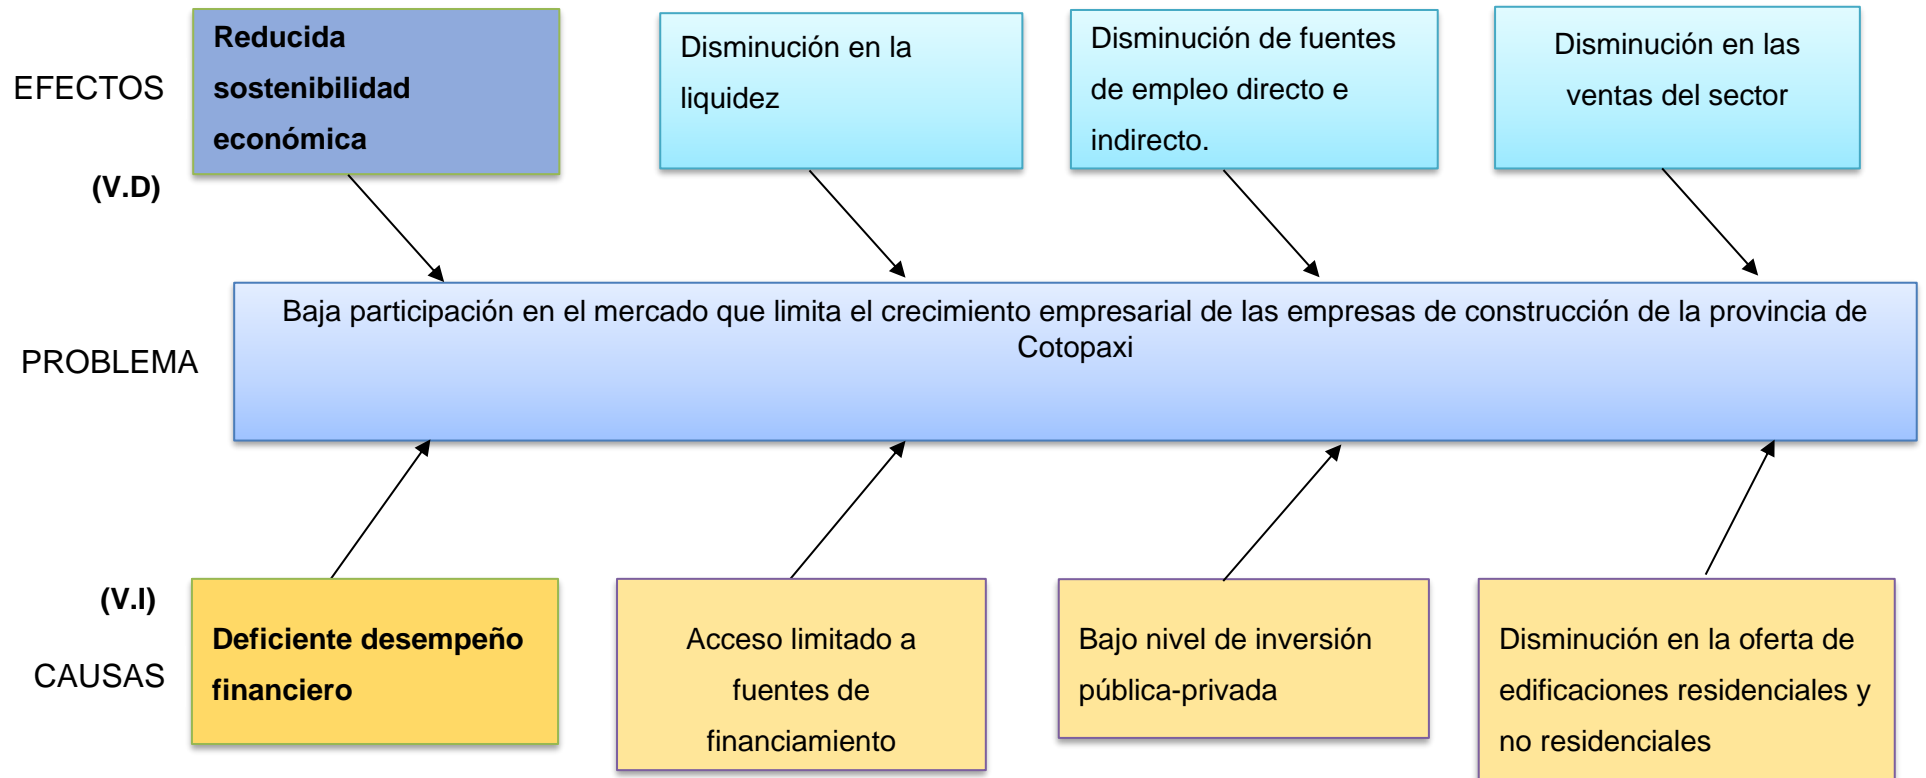 EFECTOS
(V.D)
Reducida
sostenibilidad
económica
Disminución en la
liquidez
Disminución de fuentes
de empleo directo e
indirecto.
Disminución en las
ventas del sector
PROBLEMA
Baja participación en el mercado que limita el crecimiento empresarial de las empresas de construcción de la provincia de
Cotopaxi
(V.I)
CAUSAS
Deficiente desempeño
financiero
Acceso limitado a
fuentes de
financiamiento
Bajo nivel de inversión
pública-privada
Disminución en la oferta de
edificaciones residenciales y
no residenciales